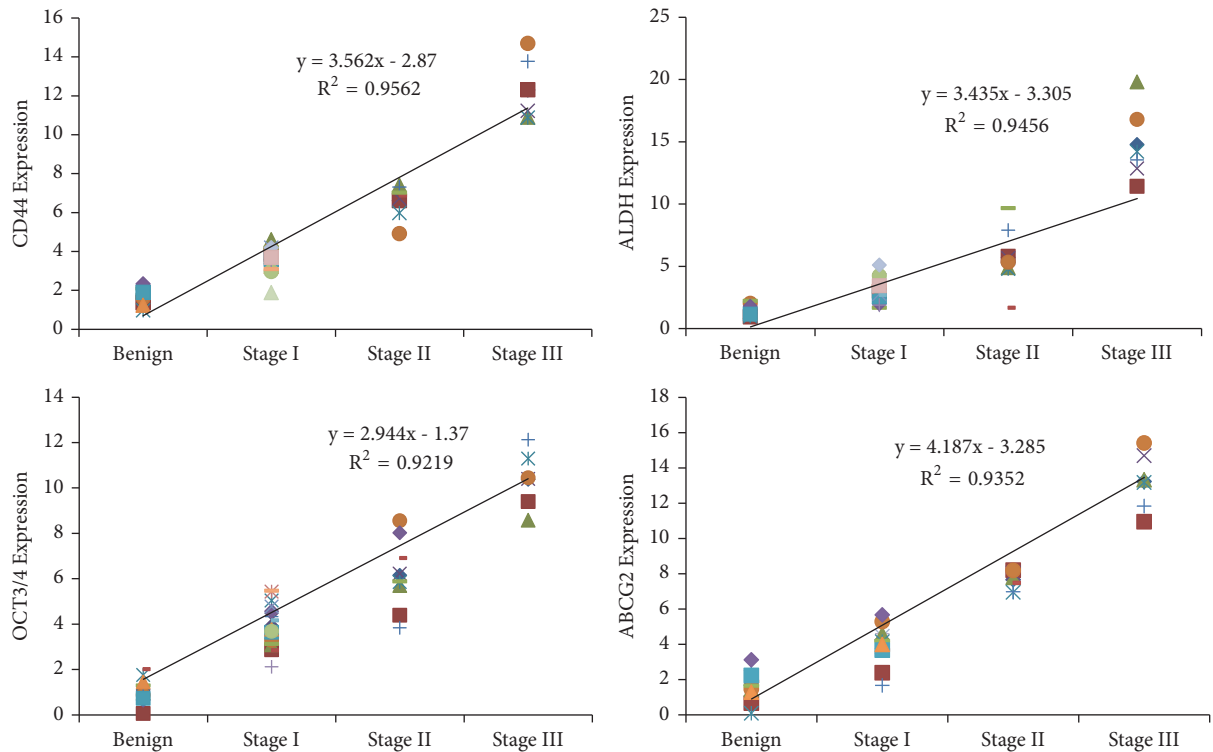 CD44 Expression
16
14
12
10
8
6
4
2
0
y = 3.562x - 2.87
R² = 0.9562
Benign Stage I Stage II Stage III
ALDH Expression
25
20
15
10
5
0
y = 3.435x - 3.305
R² = 0.9456
Benign Stage I Stage II Stage III
OCT3/4 Expression
14
12
10
8
6
4
2
0
y = 2.944x - 1.37
R² = 0.9219
Benign Stage I Stage II Stage III
ABCG2 Expression
18
16
14
12
10
8
6
4
2
0
y = 4.187x - 3.285
R² = 0.9352
Benign Stage I Stage II Stage III